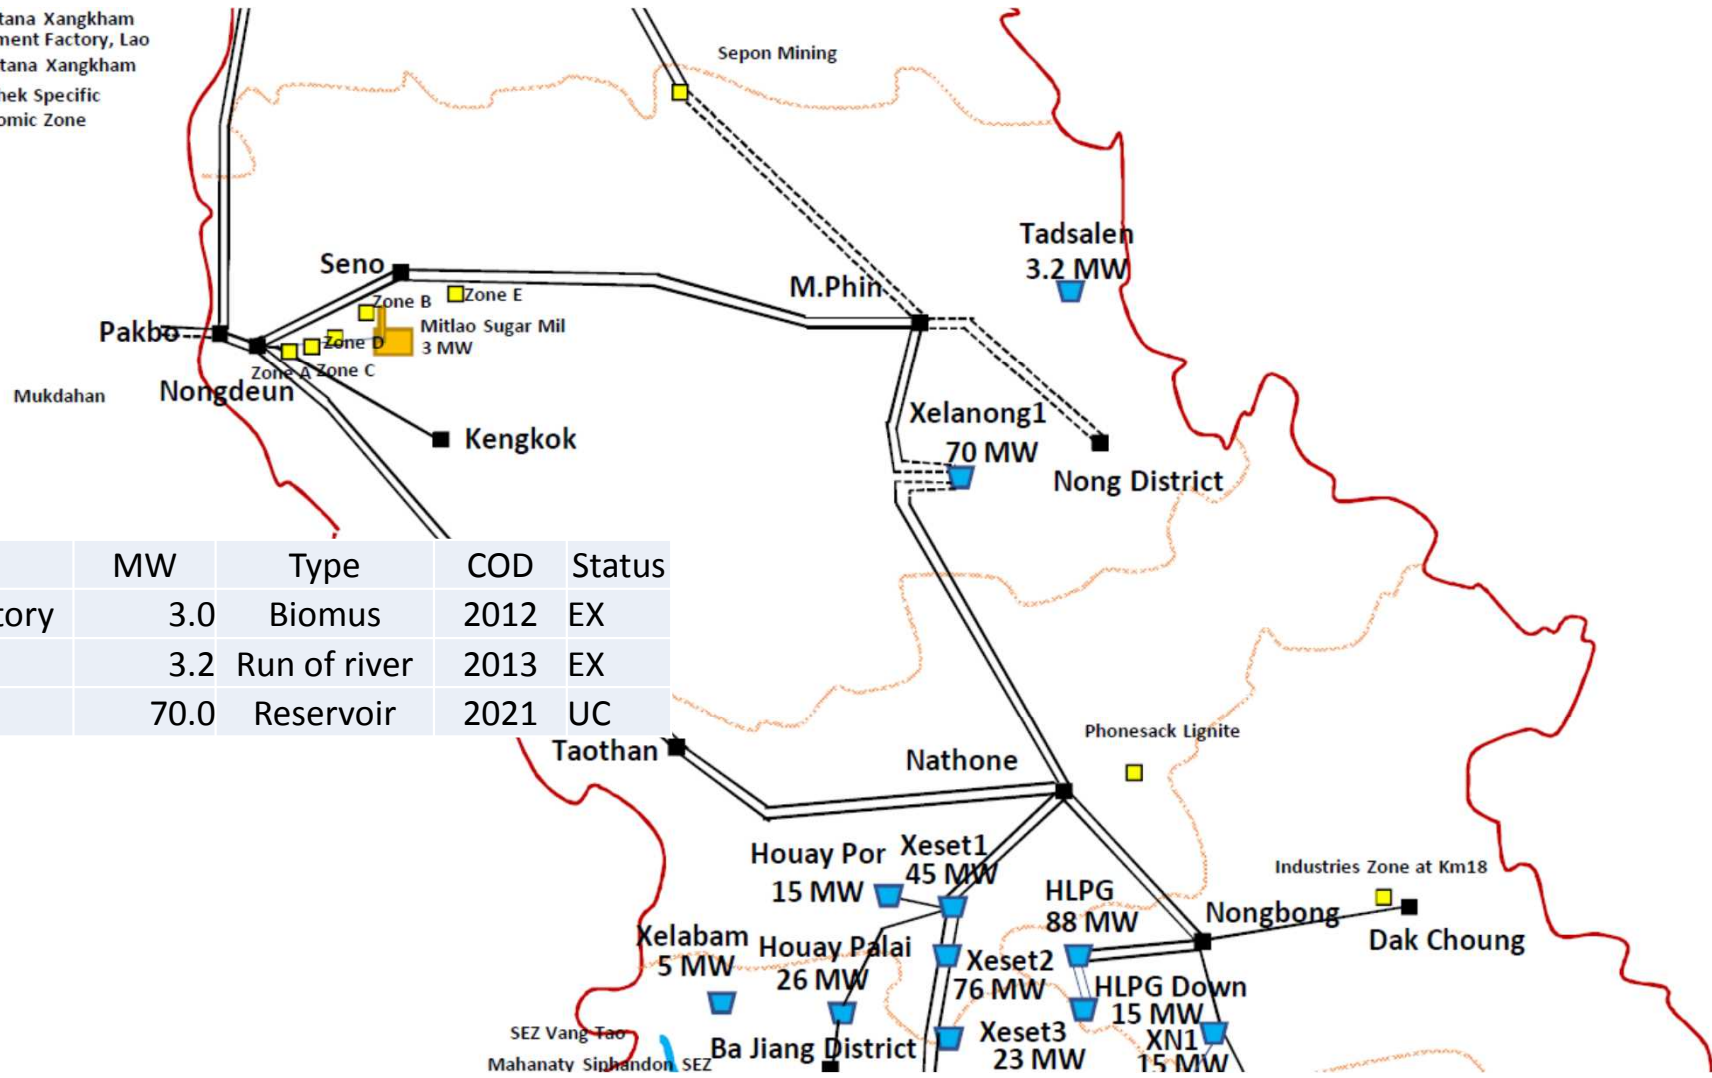 tana Xangkham
ment Factory, Lao
tana Xangkham
hek Specific
omic Zone
Sepon Mining
Tadsalen
3.2 MW
Seno
M.Phin
Zone B
Zone E
Mitlao Sugar Mil
3 MW
Pakbo
Zone D
Zone A
Zone C
Mukdahan
Nongdeun
Kengkok
Xelanong1
70 MW
Nong District
MW Type COD Status
tory 3.0 Biomus 2012 EX
3.2 Run of river 2013 EX
70.0 Reservoir 2021 UC
Taothan
Nathone
Phonesack Lignite
Houay Por
15 MW
Xeset1
45 MW
HLPG
88 MW
Industries Zone at Km18
Nongbong
Dak Choung
Xelabam
5 MW
Houay Palai
26 MW
Xeset2
76 MW
HLPG Down
15 MW
Xeset3
23 MW
XN1
15 MW
SEZ Vang Tao
Mahanaty Siphandon SEZ
Ba Jiang District